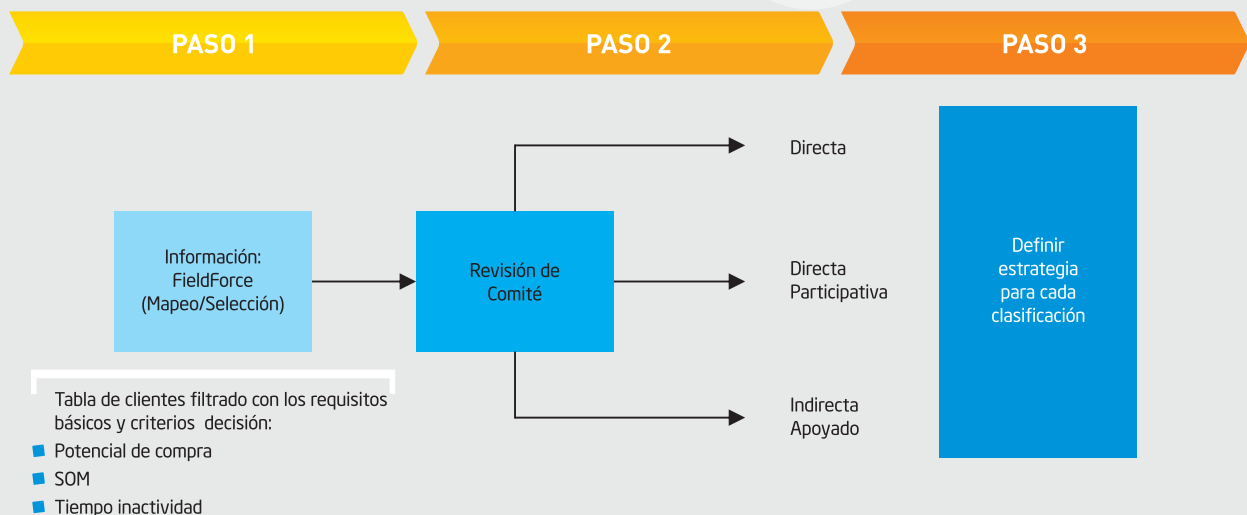 PASO 1
PASO 2
PASO 3
Información:
FieldForce
(Mapeo/Selección)
Revisión de
Comité
Directa
Directa
Participativa
Indirecta
Apoyado
Definir
estrategia
para cada
clasificación
Tabla de clientes filtrado con los requisitos
básicos y criterios decisión:
Potencial de compra
SOM
Tiempo inactividad